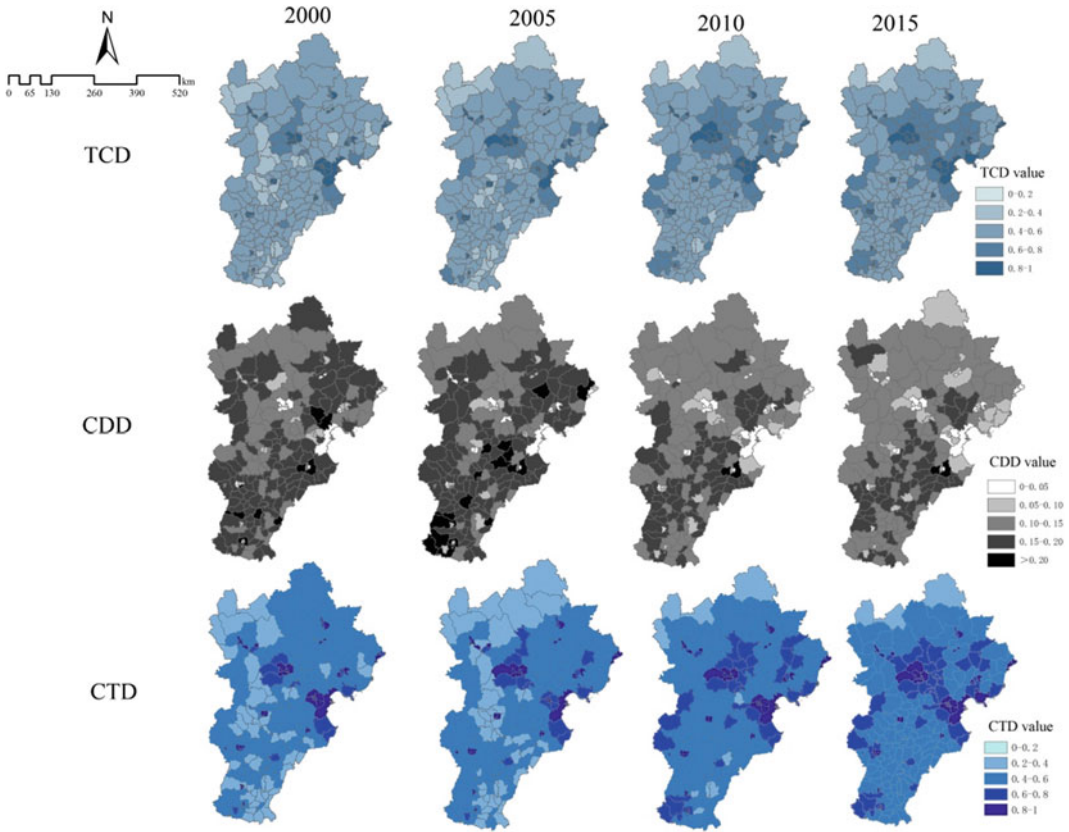 2000 2005 2010 2015
N
km
0 65 130 260 390 520
TCD
TCD value
0-0.2
0.2-0.4
0.4-0.6
0.6-0.8
0.8-1
CDD
CDD value
0-0.05
0.05-0.10
0.10-0.15
0.15-0.20
>0.20
CTD
CTD value
0-0.2
0.2-0.4
0.4-0.6
0.6-0.8
0.8-1